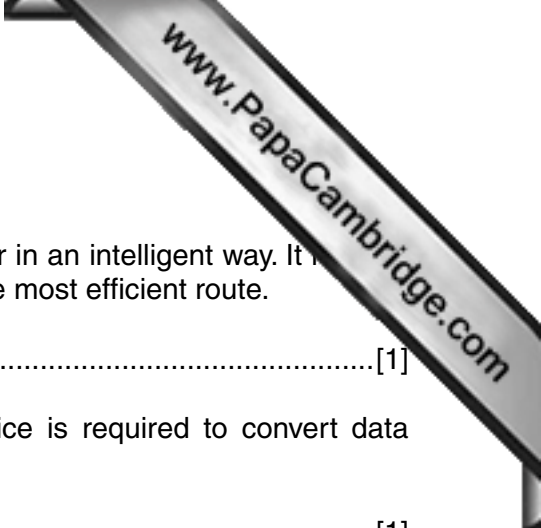 www.PapaCambridge.com
r in an intelligent way. It
e most efficient route.
[1]
ice is required to convert data
[1]